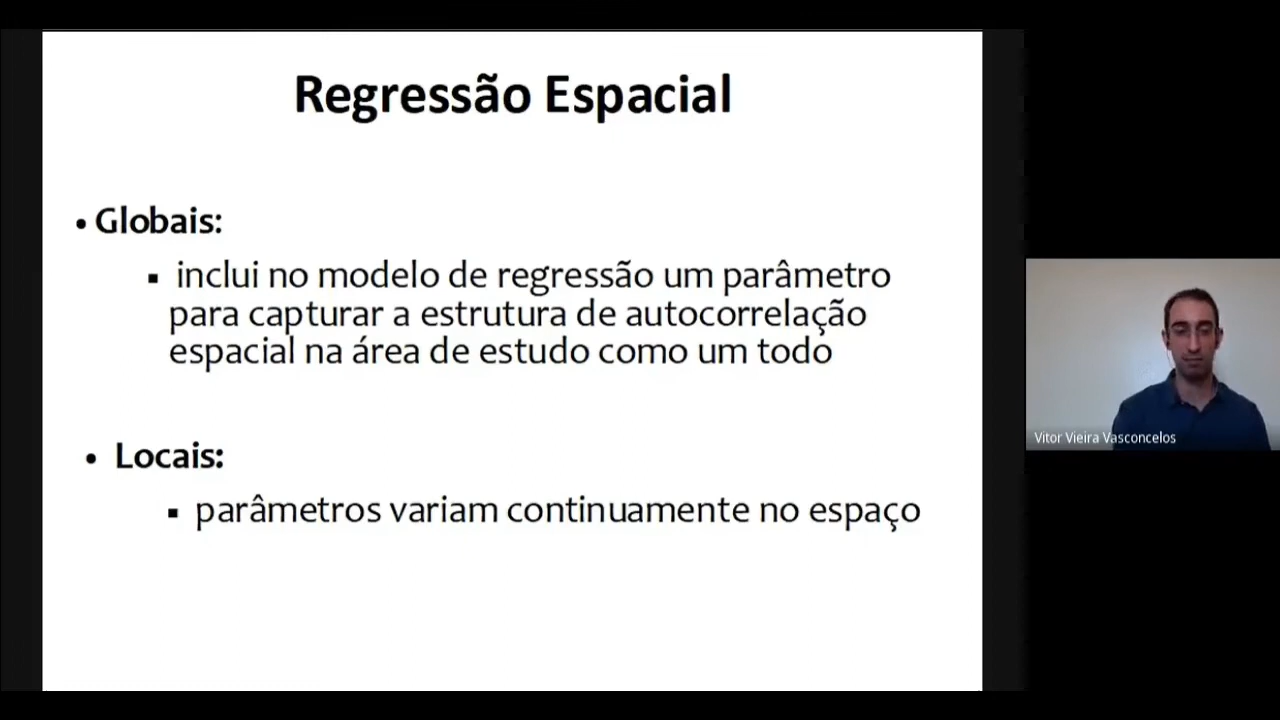 Regressão Espacial
• Globais:
▪ inclui no modelo de regressão um parâmetro
para capturar a estrutura de autocorrelação
espacial na área de estudo como um todo
• Locais:
▪ parâmetros variam continuamente no espaço
Vitor Vieira Vasconcelos